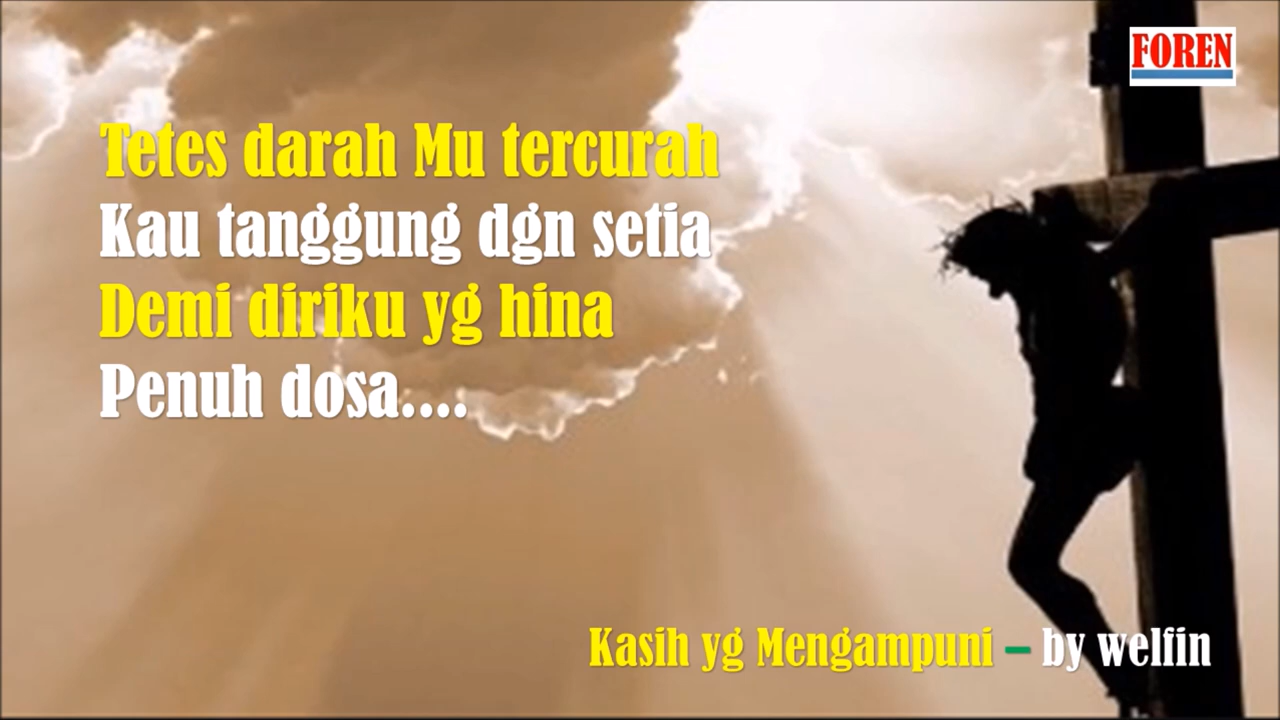 FOREN
Tetes darah Mu tercurah
Kau tanggung dgn setia
Demi diriku yg hina
Penuh dosa....
Kasih yg Mengampuni – by welfin